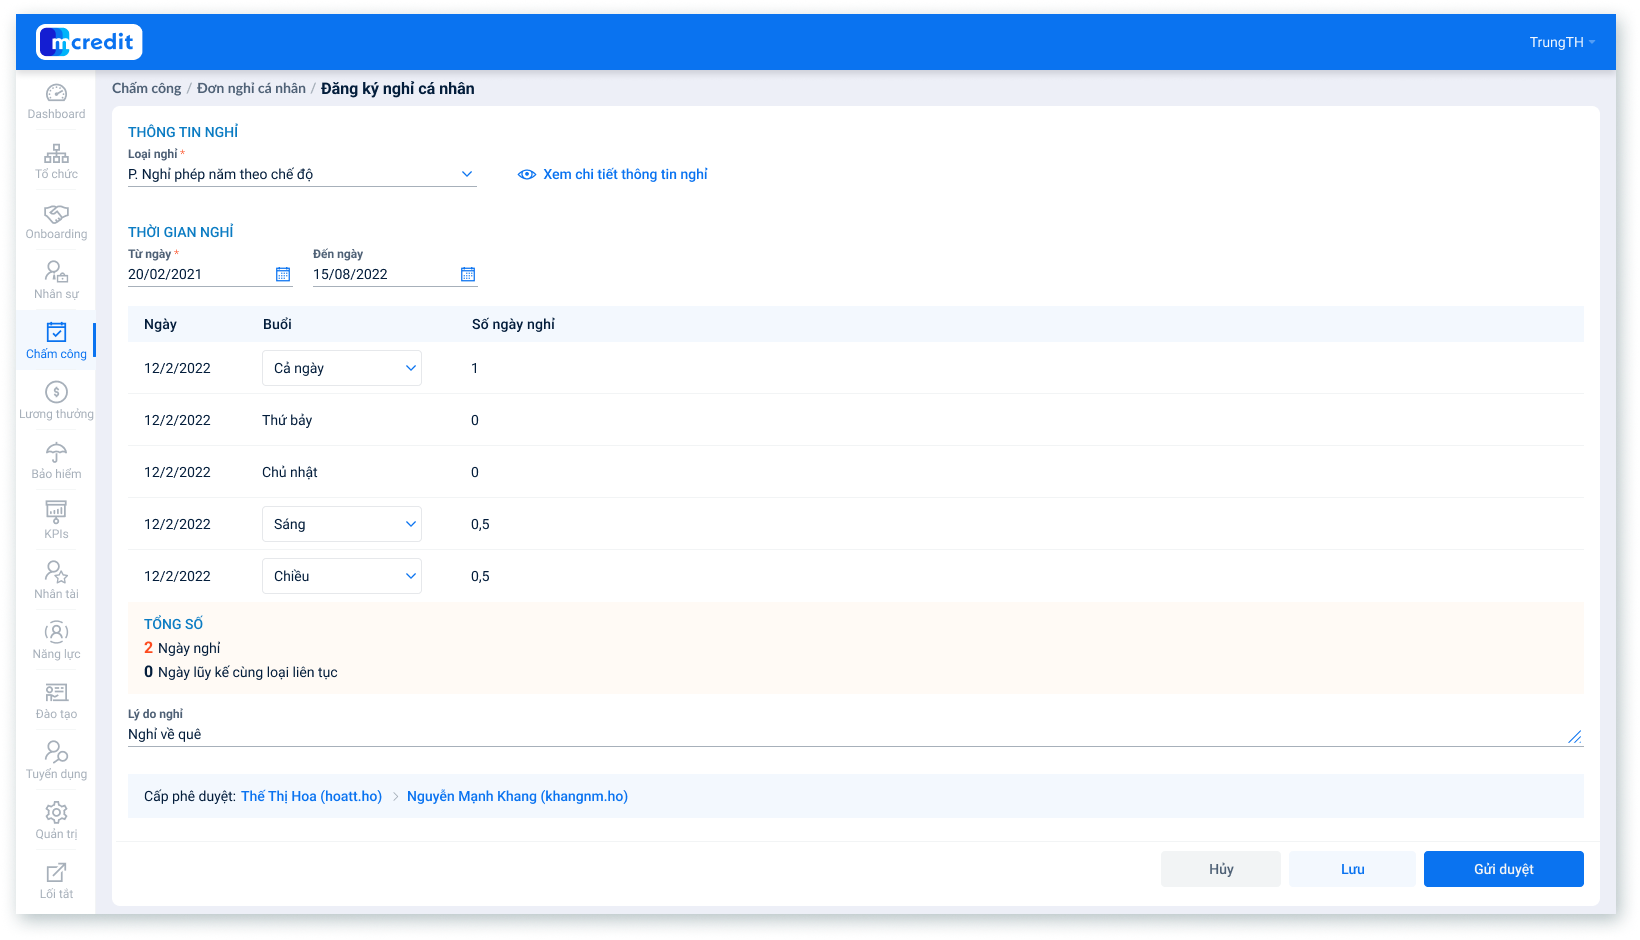 mcredit
TrungTH
Dashboard
Tổ chức
Onboarding
Nhân sự
Chấm công
Lương thưởng
Bảo hiểm
KPIs
Nhân tài
Năng lực
Đào tạo
Tuyển dụng
Quản trị
Lối tắt
Chấm công / Đơn nghỉ cá nhân / Đăng ký nghỉ cá nhân
THÔNG TIN NGHỈ
Loại nghỉ *
P. Nghỉ phép năm theo chế độ
Xem chi tiết thông tin nghỉ
THỜI GIAN NGHỈ
Từ ngày * Đến ngày
20/02/2021 15/08/2022
Ngày Buổi Số ngày nghỉ
12/2/2022 Cả ngày 1
12/2/2022 Thứ bảy 0
12/2/2022 Chủ nhật 0
12/2/2022 Sáng 0,5
12/2/2022 Chiều 0,5
TỔNG SỐ
2 Ngày nghỉ
0 Ngày lũy kế cùng loại liên tục
Lý do nghỉ
Nghỉ về quê
Cấp phê duyệt: Thế Thị Hoa (hoatt.ho) > Nguyễn Mạnh Khang (khangnm.ho)
Hủy Lưu Gửi duyệt